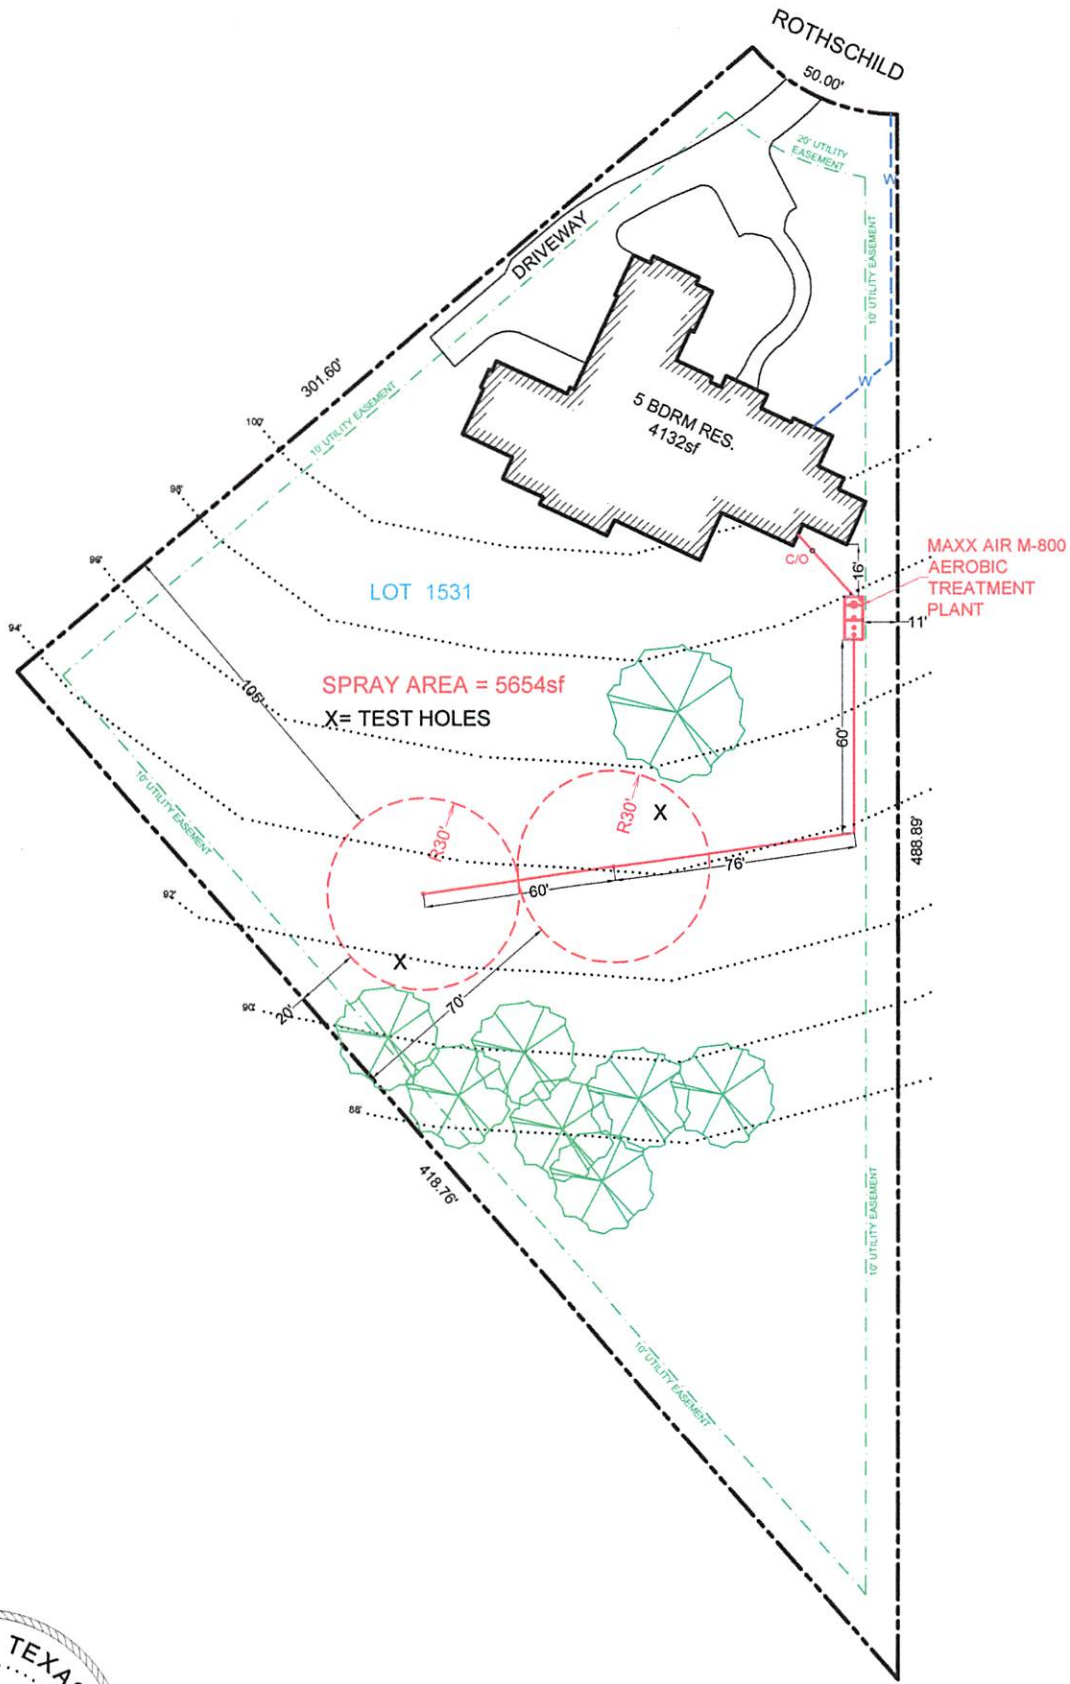 ROTHSCHILD
50.00'
20' UTILITY
EASEMENT
W
10' UTILITY EASEMENT
DRIVEWAY
301.60'
10' UTILITY EASEMENT
W
5 BDRM RES.
4132sf
100'
98'
96'
94'
C/O
16'
MAXX AIR M-800
AEROBIC
TREATMENT
PLANT
11'
LOT 1531
105'
SPRAY AREA = 5654sf
X= TEST HOLES
60'
10' UTILITY EASEMENT
R30'
R30'
X
488.89'
76'
60'
92'
X
70'
20'
90'
88'
418.76'
10' UTILITY EASEMENT
10' UTILITY EASEMENT
TEXAS